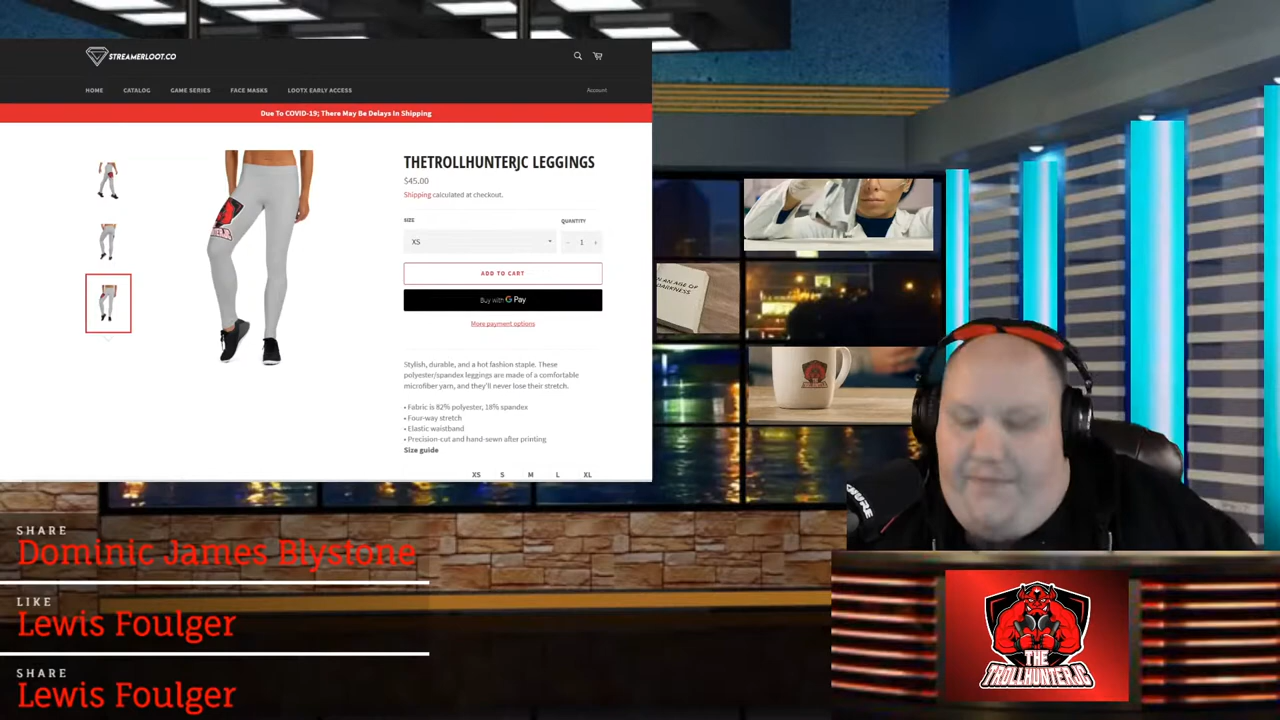 STREAMERLOOT.CO
HOME CATALOG GAME SERIES FACE MASKS LOOTX EARLY ACCESS Account
Due To COVID-19; There May Be Delays In Shipping
THETROLLHUNTERJC LEGGINGS
$45.00
Shipping calculated at checkout.
SIZE QUANTITY
XS - 1 +
ADD TO CART
Buy with G Pay
More payment options
Stylish, durable, and a hot fashion staple. These
polyester/spandex leggings are made of a comfortable
microfiber yarn, and they'll never lose their stretch.
• Fabric is 82% polyester, 18% spandex
• Four-way stretch
• Elastic waistband
• Precision-cut and hand-sewn after printing
Size guide
XS S M L XL
AN AGE OF
DARKNESS
SHURE
SHARE
Dominic James Blystone
LIKE
Lewis Foulger
SHARE
Lewis Foulger
THE
TROLLHUNTERJC